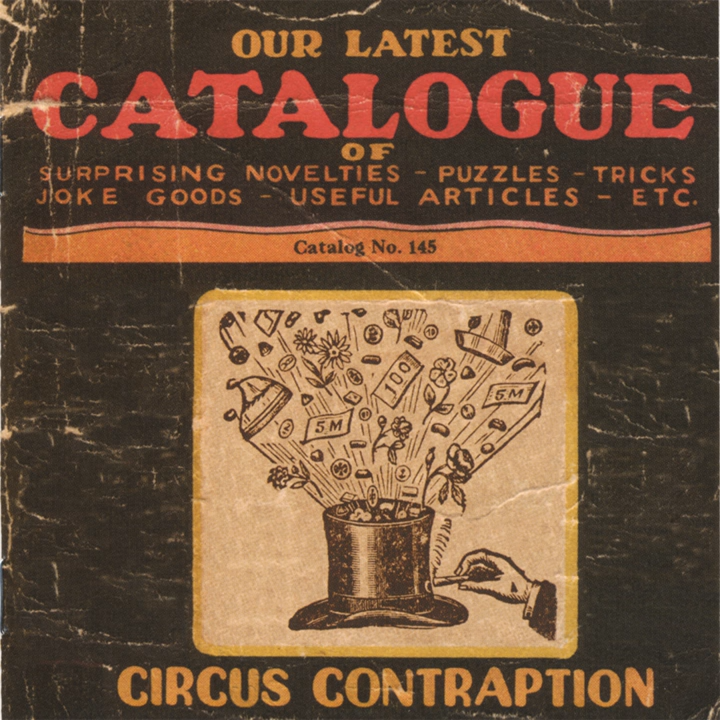 OUR LATEST
CATALOGUE
OF
SURPRISING NOVELTIES – PUZZLES – TRICKS
JOKE GOODS – USEFUL ARTICLES – ETC.
Catalog No. 145
100
5M
5M
CIRCUS CONTRAPTION